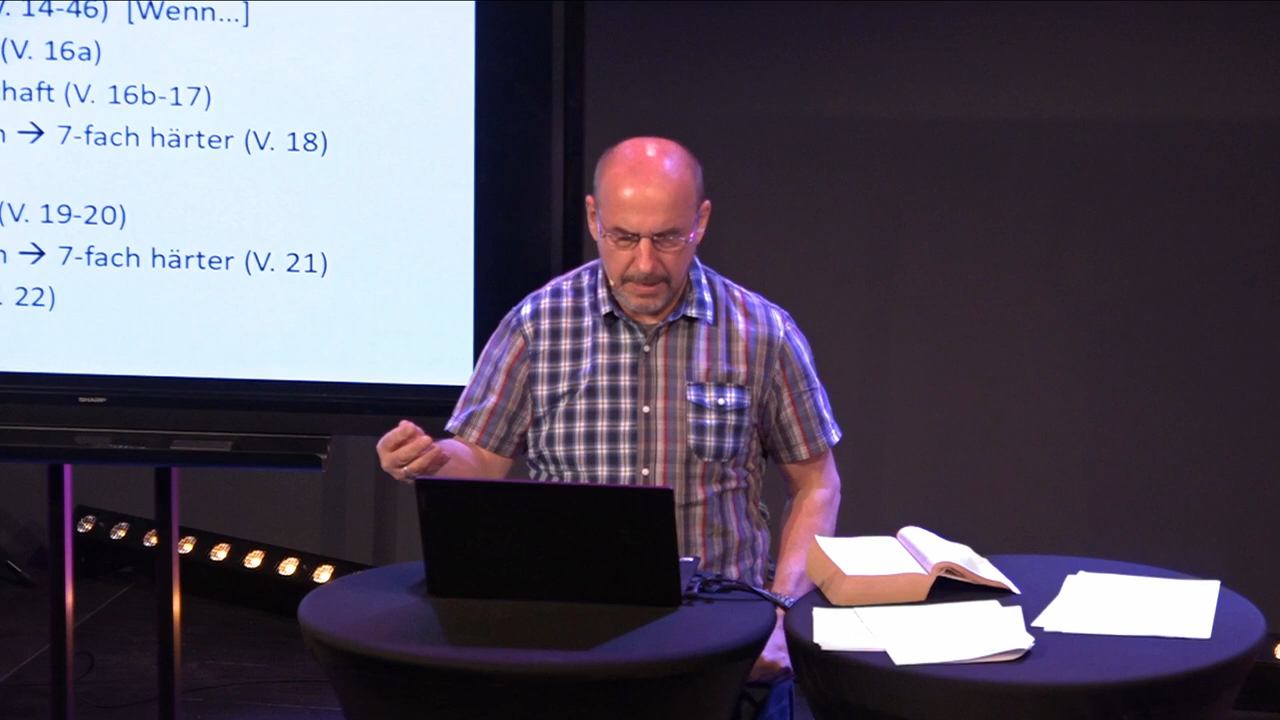 14-46) [Wenn...]
(V. 16a)
haft (V. 16b-17)
→ 7-fach härter (V. 18)
(V. 19-20)
→ 7-fach härter (V. 21)
22)
SHARP